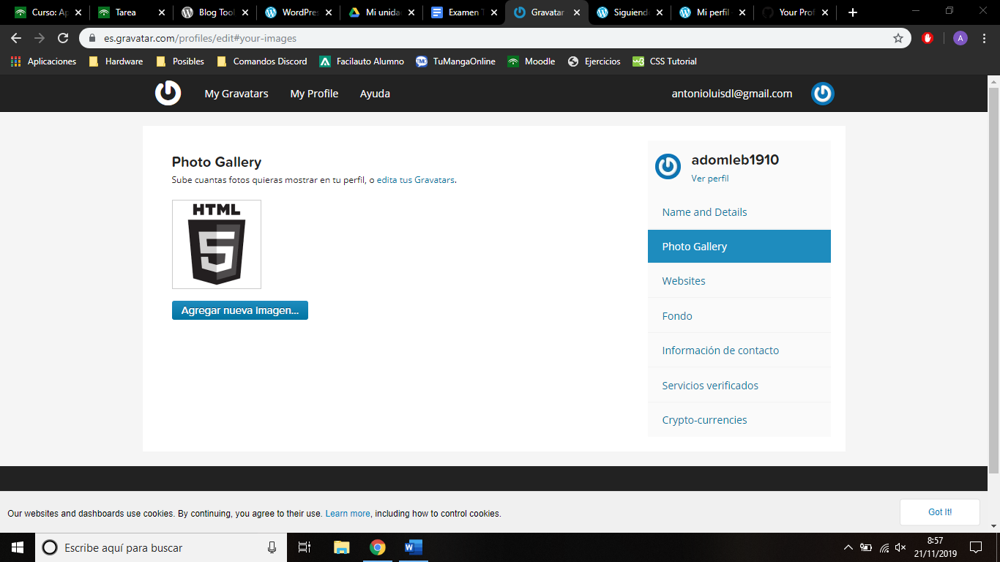 Curso: Ap
Tarea
Blog Tool
WordPres
Mi unida
Examen T
Gravatar
Siguiend
Mi perfil
Your Prof
es.gravatar.com/profiles/edit#your-images
A
Aplicaciones
Hardware
Posibles
Comandos Discord
Facilauto Alumno
TuMangaOnline
Moodle
Ejercicios
CSS Tutorial
My Gravatars
My Profile
Ayuda
antonioluisdl@gmail.com
Photo Gallery
Sube cuantas fotos quieras mostrar en tu perfil, o edita tus Gravatars.
HTML
5
Agregar nueva imagen...
adomleb1910
Ver perfil
Name and Details
Photo Gallery
Websites
Fondo
Información de contacto
Servicios verificados
Crypto-currencies
Our websites and dashboards use cookies. By continuing, you agree to their use. Learn more, including how to control cookies.
Got It!
Escribe aquí para buscar
8:57
21/11/2019